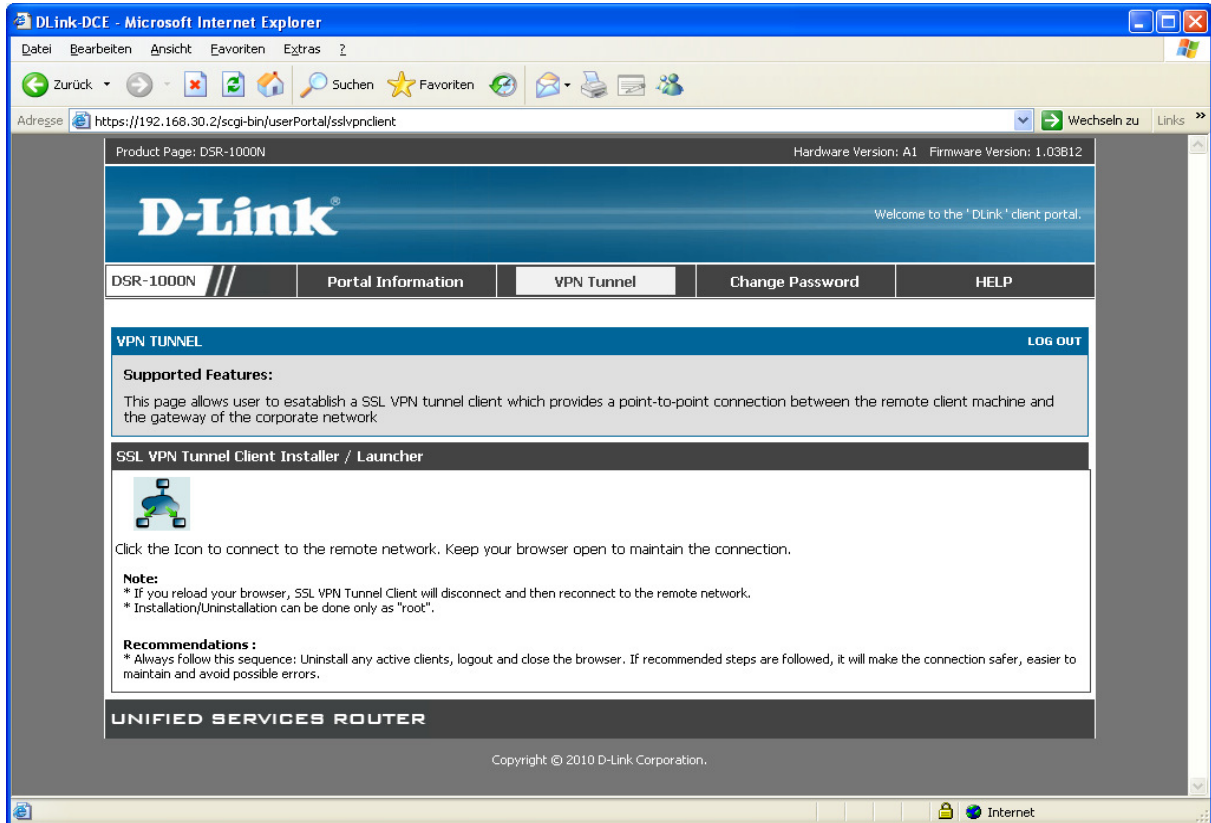 DLink-DCE - Microsoft Internet Explorer
Datei Bearbeiten Ansicht Favoriten Extras ?
Zurück Suchen Favoriten
Adresse https://192.168.30.2/scgi-bin/userPortal/sslvpnclient Wechseln zu Links »
Product Page: DSR-1000N Hardware Version: A1 Firmware Version: 1.03B12
D-Link®
Welcome to the ' DLink ' client portal.
DSR-1000N Portal Information VPN Tunnel Change Password HELP
VPN TUNNEL LOG OUT
Supported Features:
This page allows user to esatablish a SSL VPN tunnel client which provides a point-to-point connection between the remote client machine and
the gateway of the corporate network
SSL VPN Tunnel Client Installer / Launcher
Click the Icon to connect to the remote network. Keep your browser open to maintain the connection.
Note:
* If you reload your browser, SSL VPN Tunnel Client will disconnect and then reconnect to the remote network.
* Installation/Uninstallation can be done only as "root".
Recommendations :
* Always follow this sequence: Uninstall any active clients, logout and close the browser. If recommended steps are followed, it will make the connection safer, easier to
maintain and avoid possible errors.
UNIFIED SERVICES ROUTER
Copyright © 2010 D-Link Corporation.
Internet